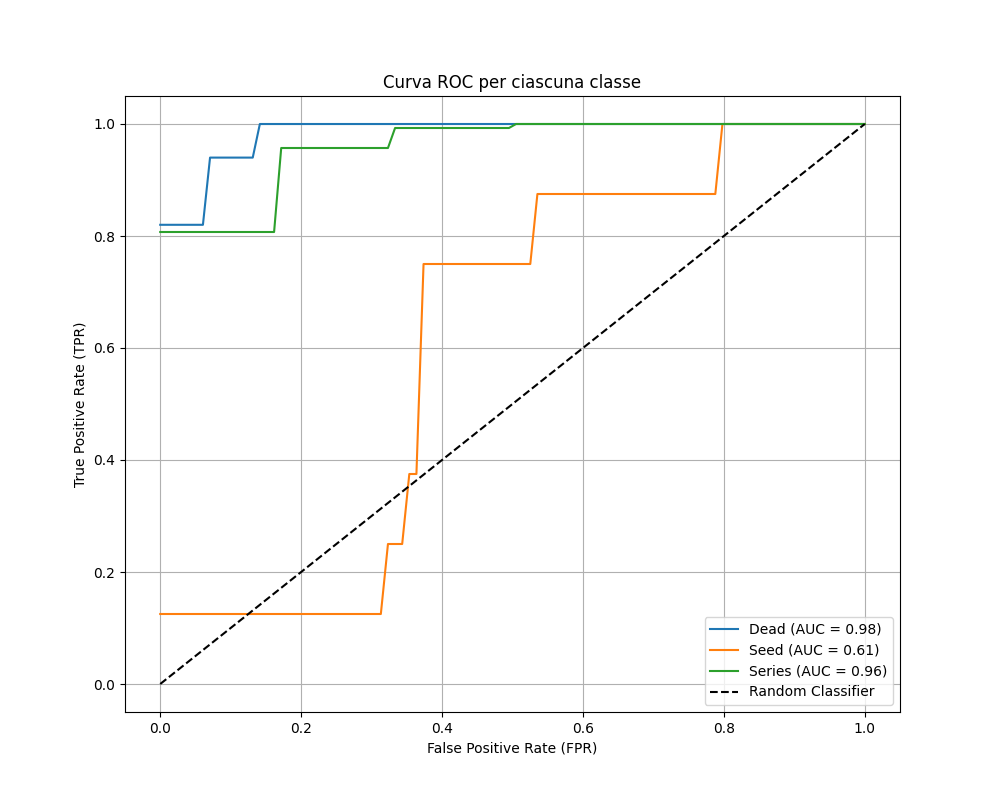 Curva ROC per ciascuna classe
True Positive Rate (TPR)
1.0
0.8
0.6
0.4
0.2
0.0
Dead (AUC = 0.98)
Seed (AUC = 0.61)
Series (AUC = 0.96)
Random Classifier
0.0 0.2 0.4 0.6 0.8 1.0
False Positive Rate (FPR)